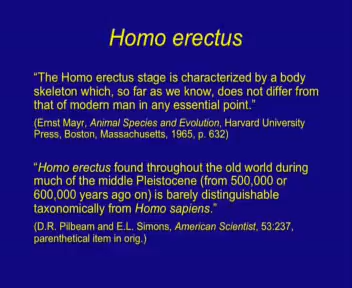 Homo erectus
“The Homo erectus stage is characterized by a body
skeleton which, so far as we know, does not differ from
that of modern man in any essential point.”
(Ernst Mayr, Animal Species and Evolution, Harvard University
Press, Boston, Massachusetts, 1965, p. 632)
“Homo erectus found throughout the old world during
much of the middle Pleistocene (from 500,000 or
600,000 years ago on) is barely distinguishable
taxonomically from Homo sapiens.”
(D.R. Pilbeam and E.L. Simons, American Scientist, 53:237,
parenthetical item in orig.)